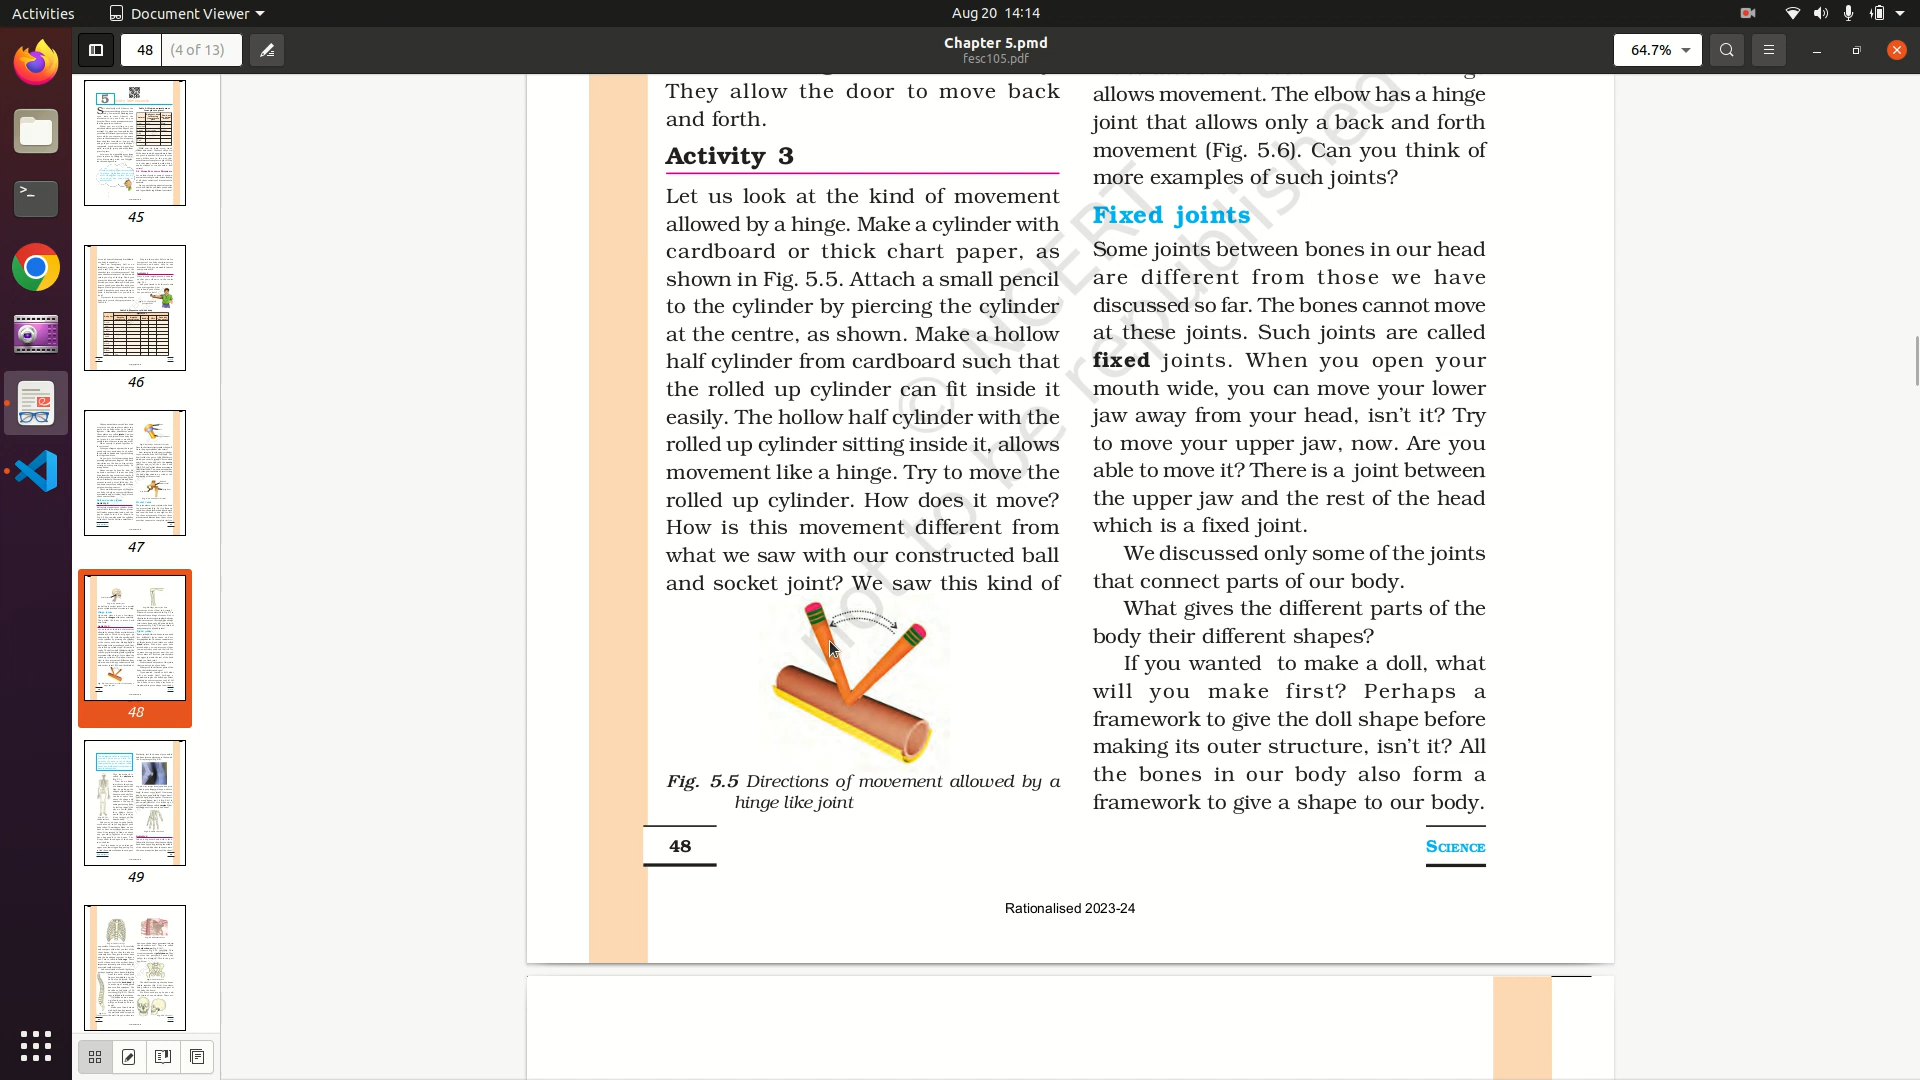 Activities
Document Viewer
Aug 20 14:14
48
(4 of 13)
Chapter 5.pmd
fesc105.pdf
64.7%
5
45
46
47
48
49
They allow the door to move back
and forth.
Activity 3
Let us look at the kind of movement
allowed by a hinge. Make a cylinder with
cardboard or thick chart paper, as
shown in Fig. 5.5. Attach a small pencil
to the cylinder by piercing the cylinder
at the centre, as shown. Make a hollow
half cylinder from cardboard such that
the rolled up cylinder can fit inside it
easily. The hollow half cylinder with the
rolled up cylinder sitting inside it, allows
movement like a hinge. Try to move the
rolled up cylinder. How does it move?
How is this movement different from
what we saw with our constructed ball
and socket joint? We saw this kind of
Fig. 5.5 Directions of movement allowed by a
hinge like joint
allows movement. The elbow has a hinge
joint that allows only a back and forth
movement (Fig. 5.6). Can you think of
more examples of such joints?
Fixed joints
Some joints between bones in our head
are different from those we have
discussed so far. The bones cannot move
at these joints. Such joints are called
fixed joints. When you open your
mouth wide, you can move your lower
jaw away from your head, isn't it? Try
to move your upper jaw, now. Are you
able to move it? There is a joint between
the upper jaw and the rest of the head
which is a fixed joint.
We discussed only some of the joints
that connect parts of our body.
What gives the different parts of the
body their different shapes?
If you wanted to make a doll, what
will you make first? Perhaps a
framework to give the doll shape before
making its outer structure, isn't it? All
the bones in our body also form a
framework to give a shape to our body.
48
SCIENCE
Rationalised 2023-24
© NCERT
not to be republished